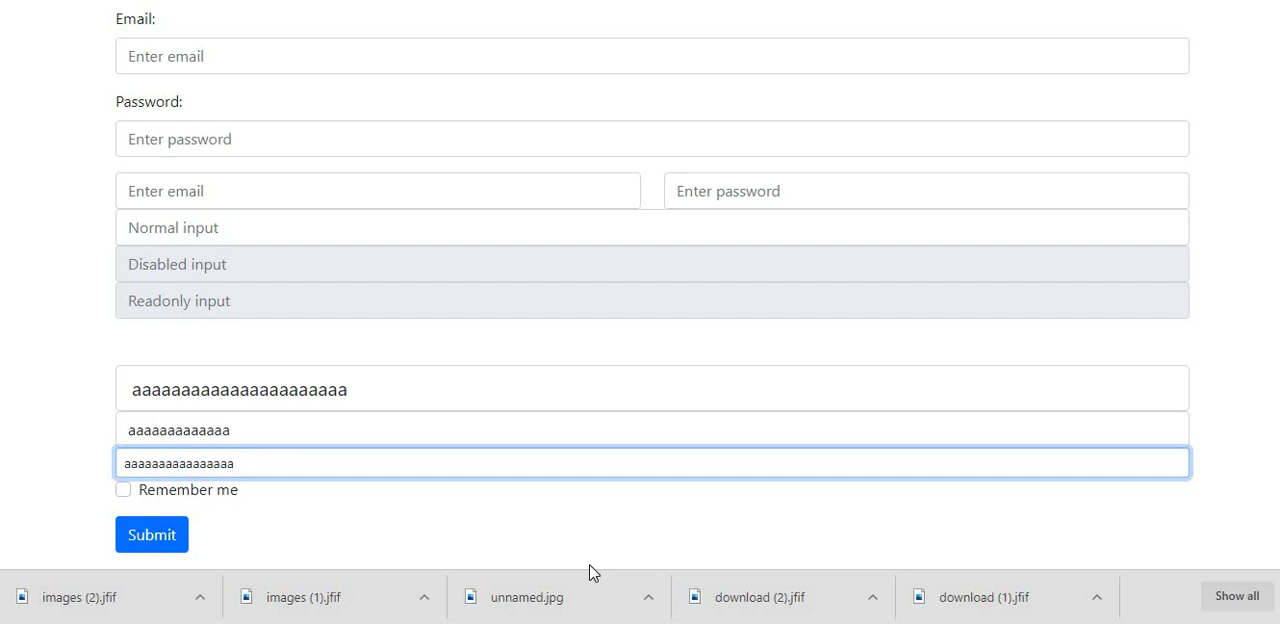 Email:
Enter email
Password:
Enter password
Enter email Enter password
Normal input
Disabled input
Readonly input
aaaaaaaaaaaaaaaaaaaaaa
aaaaaaaaaaaaa
aaaaaaaaaaaaaaaa
Remember me
Submit
images (2).jfif images (1).jfif unnamed.jpg download (2).jfif download (1).jfif Show all